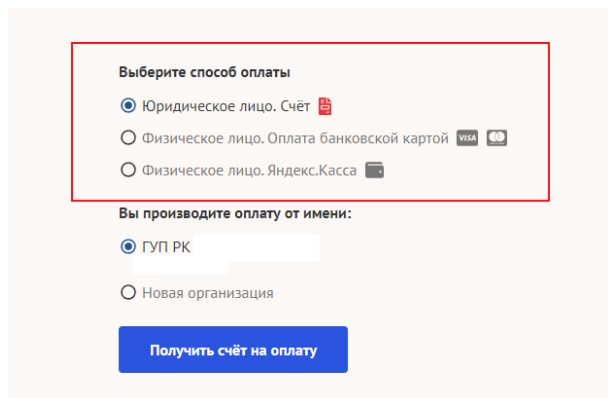 Выберите способ оплаты
Юридическое лицо. Счёт
Физическое лицо. Оплата банковской картой VISA
Физическое лицо. Яндекс.Касса
Вы производите оплату от имени:
ГУП РК
Новая организация
Получить счёт на оплату